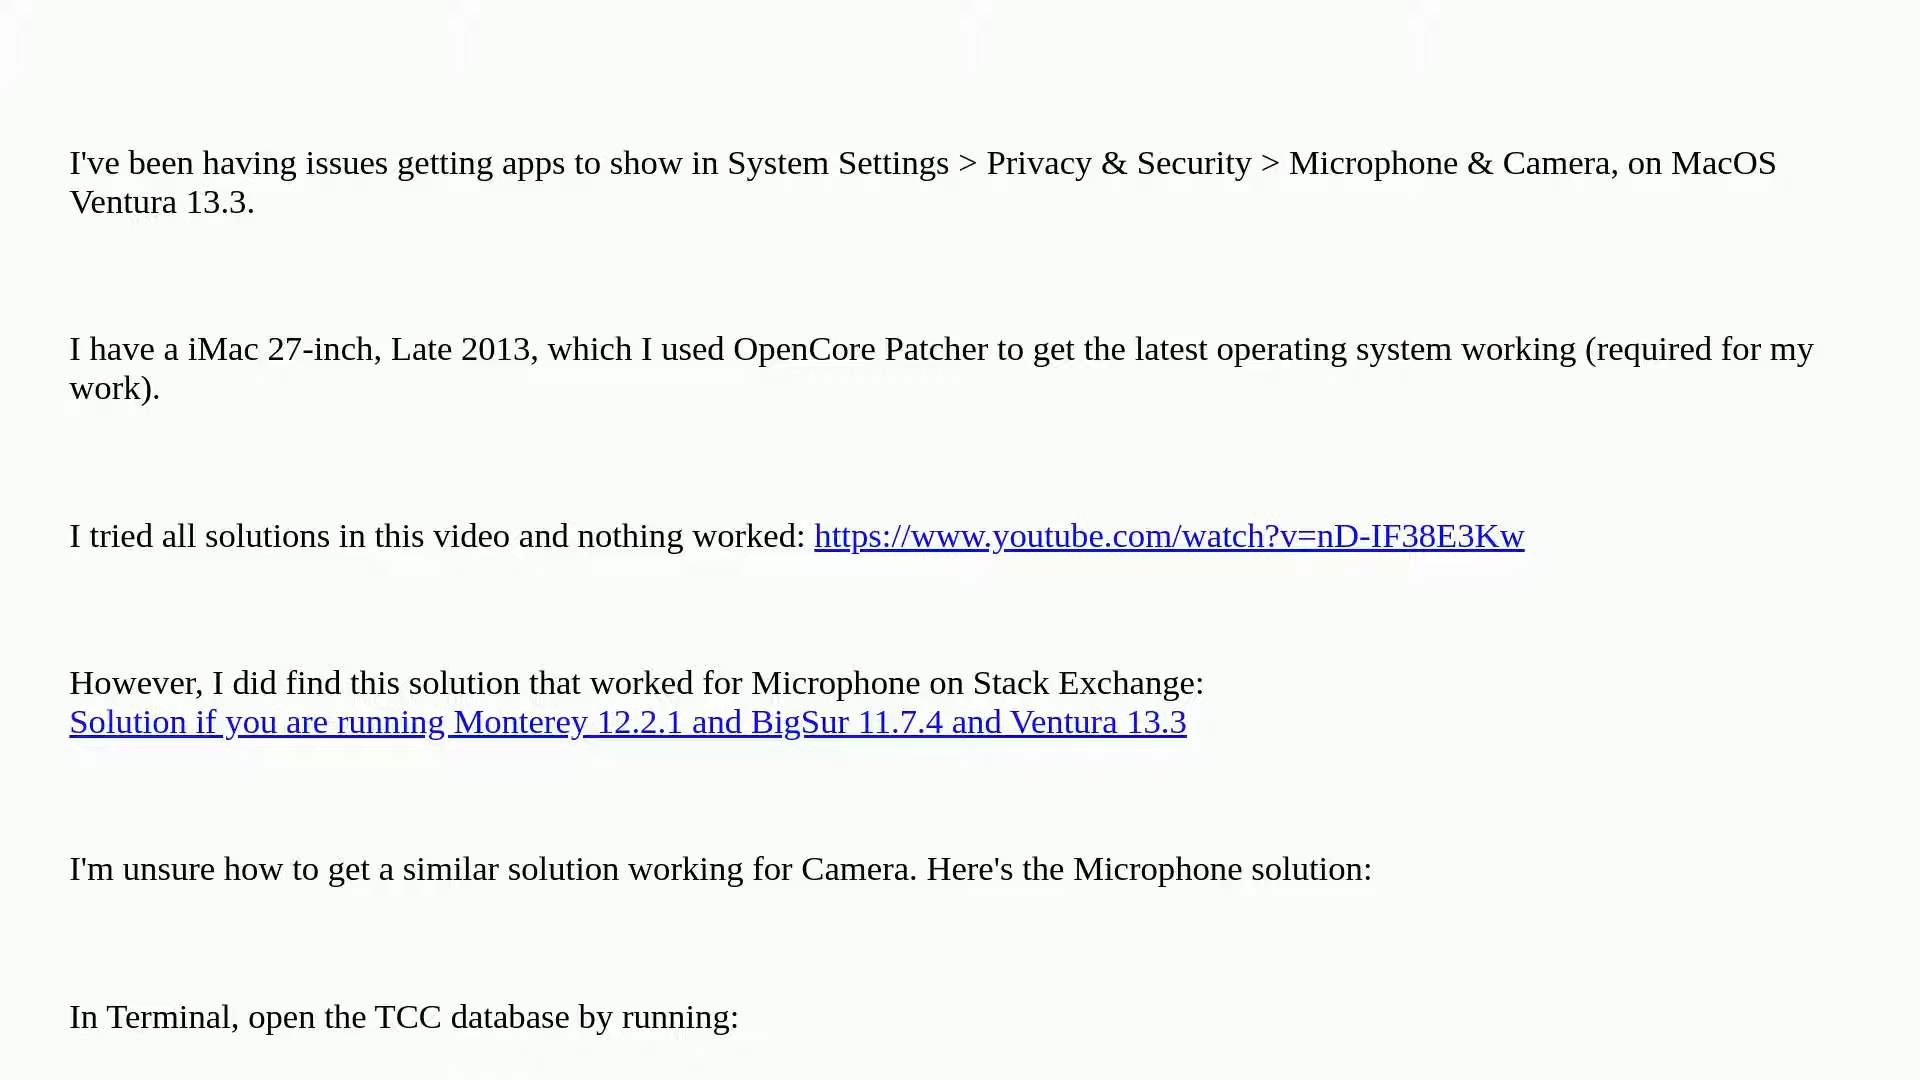 I've been having issues getting apps to show in System Settings > Privacy & Security > Microphone & Camera, on MacOS
Ventura 13.3.
I have a iMac 27-inch, Late 2013, which I used OpenCore Patcher to get the latest operating system working (required for my
work).
I tried all solutions in this video and nothing worked: https://www.youtube.com/watch?v=nD-IF38E3Kw
However, I did find this solution that worked for Microphone on Stack Exchange:
Solution if you are running Monterey 12.2.1 and BigSur 11.7.4 and Ventura 13.3
I'm unsure how to get a similar solution working for Camera. Here's the Microphone solution:
In Terminal, open the TCC database by running: